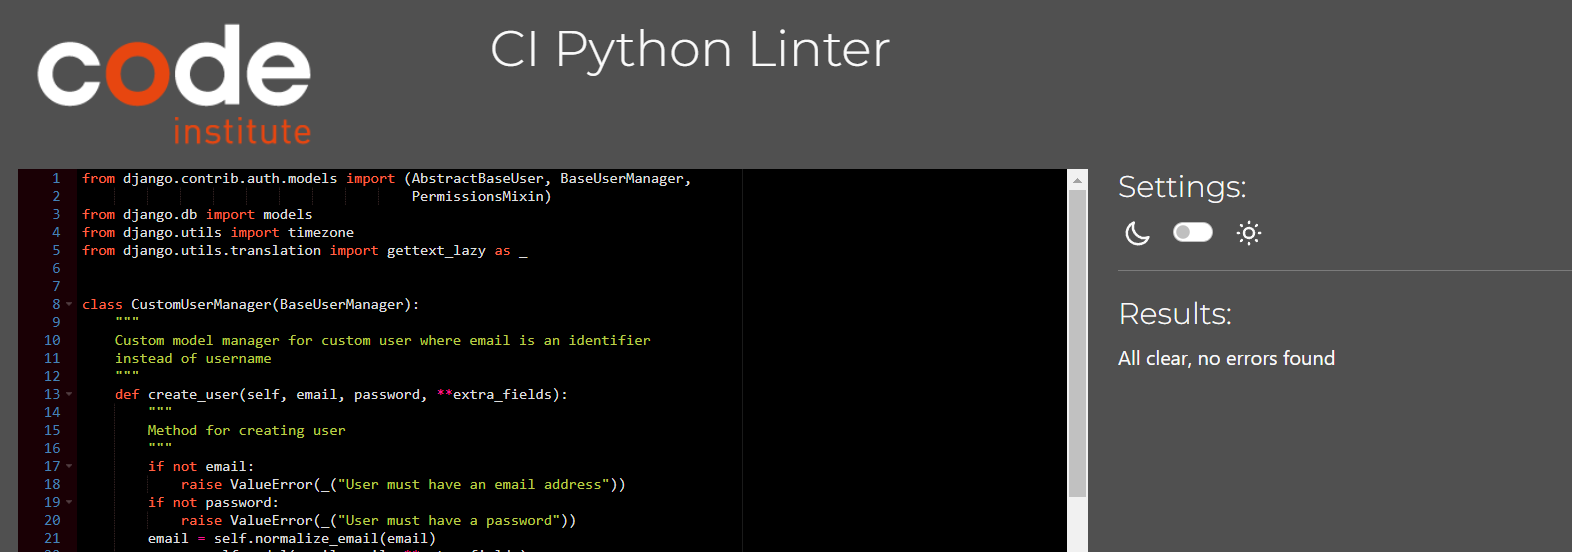 code
institute
CI Python Linter
1 from django.contrib.auth.models import (AbstractBaseUser, BaseUserManager,
2 PermissionsMixin)
3 from django.db import models
4 from django.utils import timezone
5 from django.utils.translation import gettext_lazy as _
6
7
8 class CustomUserManager(BaseUserManager):
9 """
10 Custom model manager for custom user where email is an identifier
11 instead of username
12 """
13 def create_user(self, email, password, **extra_fields):
14 """
15 Method for creating user
16 """
17 if not email:
18 raise ValueError(_("User must have an email address"))
19 if not password:
20 raise ValueError(_("User must have a password"))
21 email = self.normalize_email(email)
Settings:
Results:
All clear, no errors found